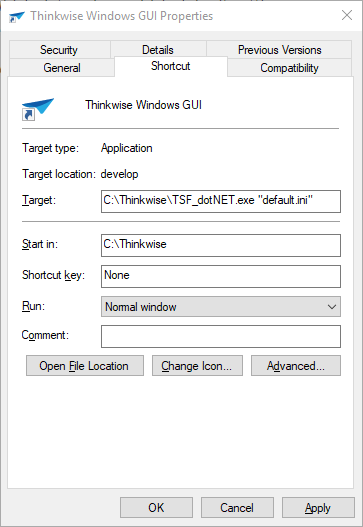 Thinkwise Windows GUI Properties
Security Details Previous Versions
General Shortcut Compatibility
Thinkwise Windows GUI
Target type: Application
Target location: develop
Target: C:\Thinkwise\TSF_dotNET.exe "default.ini"
Start in: C:\Thinkwise
Shortcut key: None
Run: Normal window
Comment:
Open File Location Change Icon... Advanced...
OK Cancel Apply